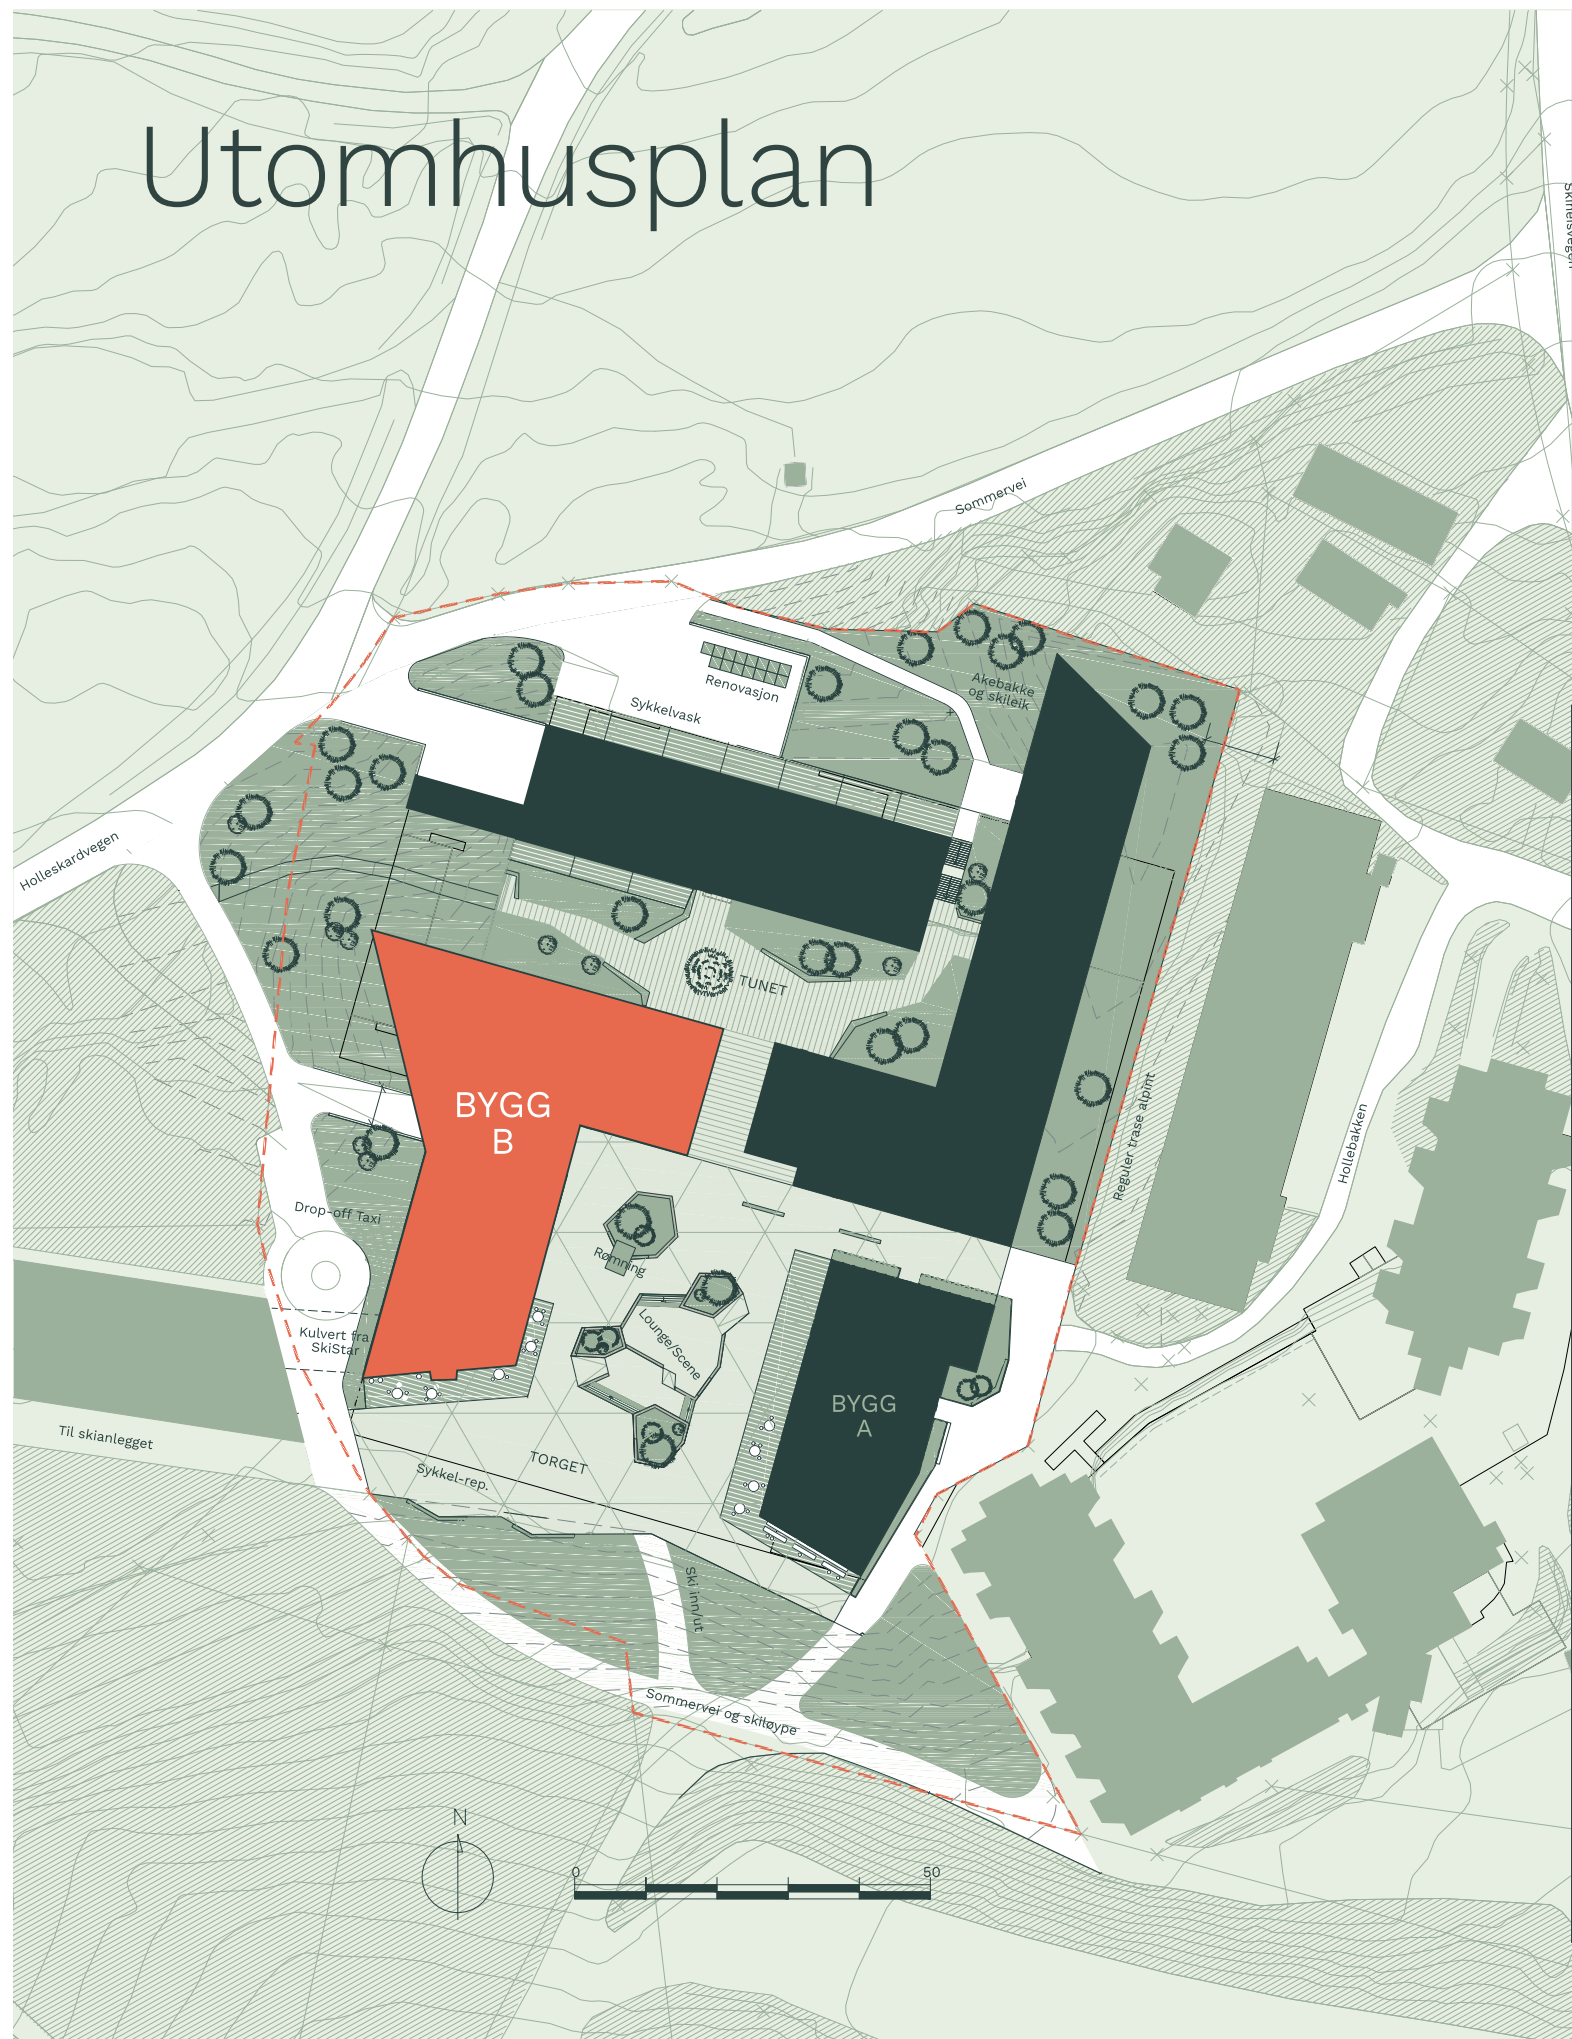 Utomhusplan
Skiheisvegen
Sommervei
Akebakke
og skileik
Renovasjon
Sykkelvask
Holleskardvegen
TUNET
BYGG
B
Reguler trase alpint
Hollebakken
Drop-off Taxi
Rømning
Kulvert fra
SkiStar
Lounge/Scene
BYGG
A
Til skianlegget
TORGET
Sykkel-rep.
Ski inn/ut
Sommervei og skiløype
N
0
50